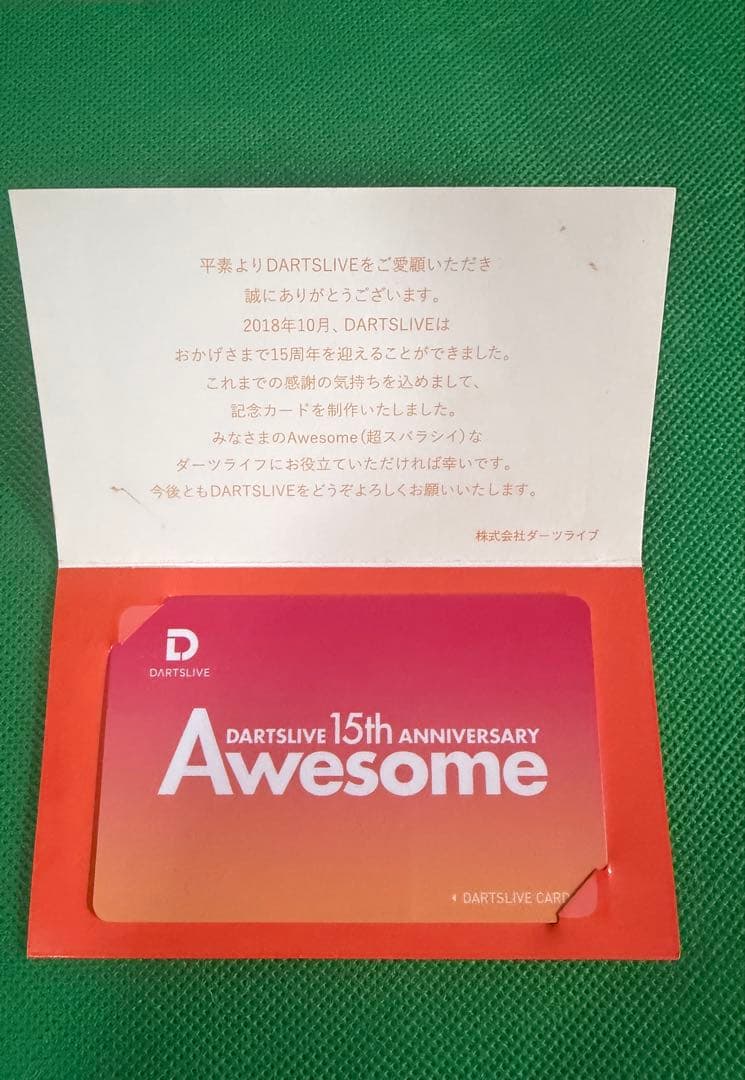 平素よりDARTSLIVEをご愛顧いただき
誠にありがとうございます。
2018年10月、DARTSLIVEは
おかげさまで15周年を迎えることができました。
これまでの感謝の気持ちを込めまして、
記念カードを制作いたしました。
みなさまのAwesome(超スバラシイ)な
ダーツライフにお役立ていただければ幸いです。
今後ともDARTSLIVEをどうぞよろしくお願いいたします。
株式会社ダーツライブ
D
DARTSLIVE
DARTSLIVE 15th ANNIVERSARY
Awesome
DARTSLIVE CARD